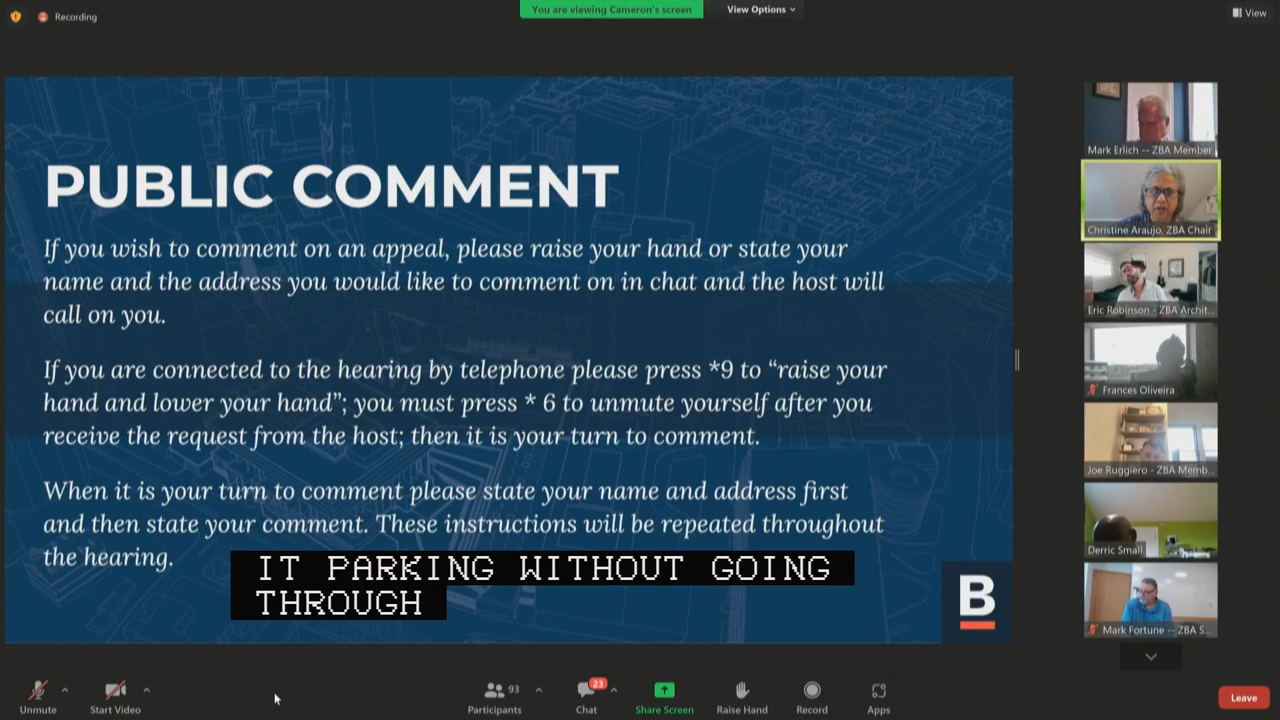 Recording
You are viewing Cameron's screen
View Options
View
PUBLIC COMMENT
If you wish to comment on an appeal, please raise your hand or state your
name and the address you would like to comment on in chat and the host will
call on you.
If you are connected to the hearing by telephone please press *9 to “raise your
hand and lower your hand”; you must press * 6 to unmute yourself after you
receive the request from the host; then it is your turn to comment.
When it is your turn to comment please state your name and address first
and then state your comment. These instructions will be repeated throughout
the hearing.
IT PARKING WITHOUT GOING
THROUGH
B
Mark Erlich -- ZBA Member
Christine Araujo, ZBA Chair
Eric Robinson - ZBA Archit...
Frances Oliveira
Joe Ruggiero - ZBA Memb...
Derric Small
Mark Fortune -- ZBA S...
Unmute
Start Video
93
Participants
23
Chat
Share Screen
Raise Hand
Record
Apps
Leave